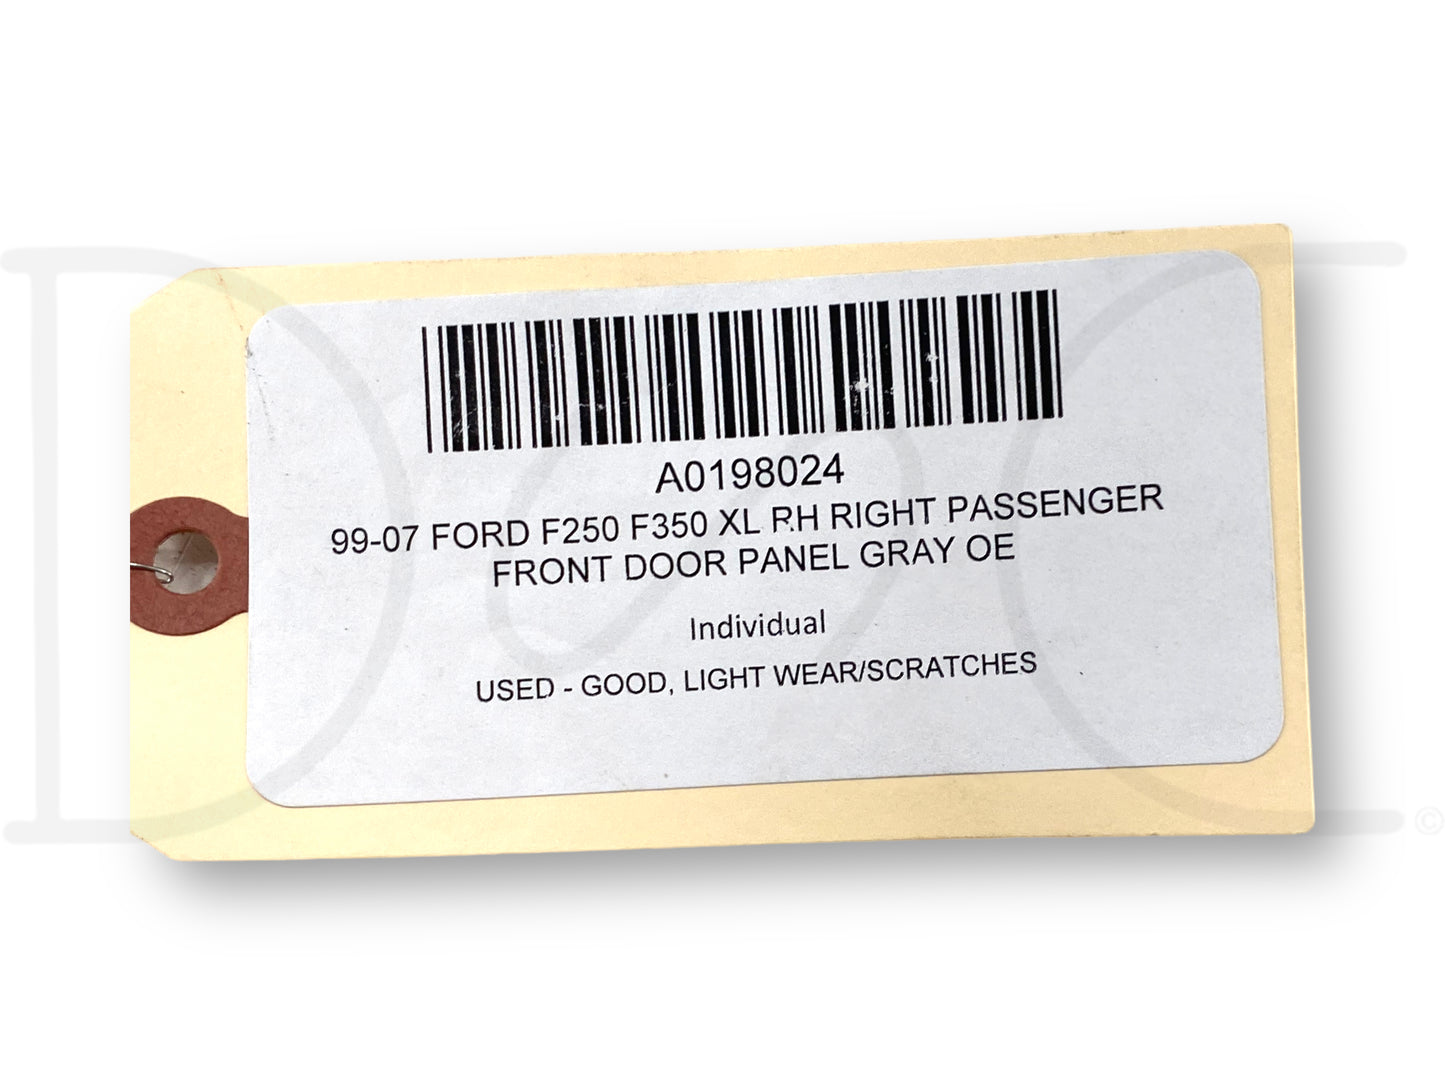 A0198024
99-07 FORD F250 F350 XL RH RIGHT PASSENGER
FRONT DOOR PANEL GRAY OE
Individual
USED - GOOD, LIGHT WEAR/SCRATCHES
©